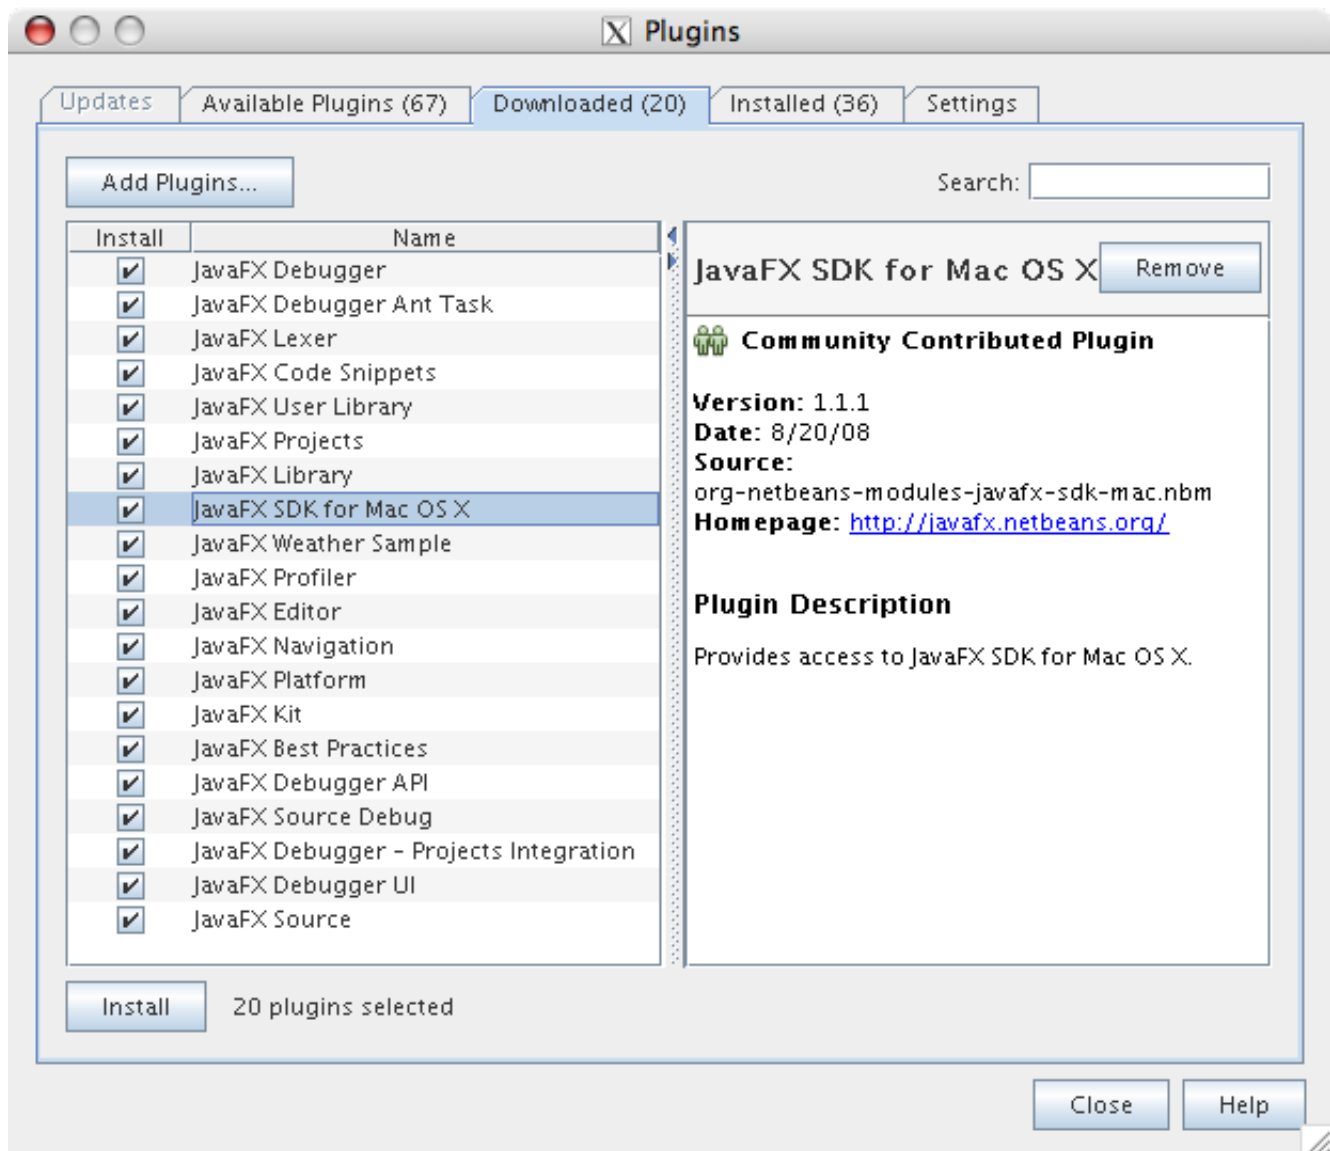 Plugins
Updates Available Plugins (67) Downloaded (20) Installed (36) Settings
Add Plugins... Search:
Install Name
JavaFX Debugger
JavaFX Debugger Ant Task
JavaFX Lexer
JavaFX Code Snippets
JavaFX User Library
JavaFX Projects
JavaFX Library
JavaFX SDK for Mac OS X
JavaFX Weather Sample
JavaFX Profiler
JavaFX Editor
JavaFX Navigation
JavaFX Platform
JavaFX Kit
JavaFX Best Practices
JavaFX Debugger API
JavaFX Source Debug
JavaFX Debugger - Projects Integration
JavaFX Debugger UI
JavaFX Source
JavaFX SDK for Mac OS X Remove
Community Contributed Plugin
Version: 1.1.1
Date: 8/20/08
Source:
org-netbeans-modules-javafx-sdk-mac.nbm
Homepage: http://javafx.netbeans.org/
Plugin Description
Provides access to JavaFX SDK for Mac OS X.
Install 20 plugins selected
Close Help